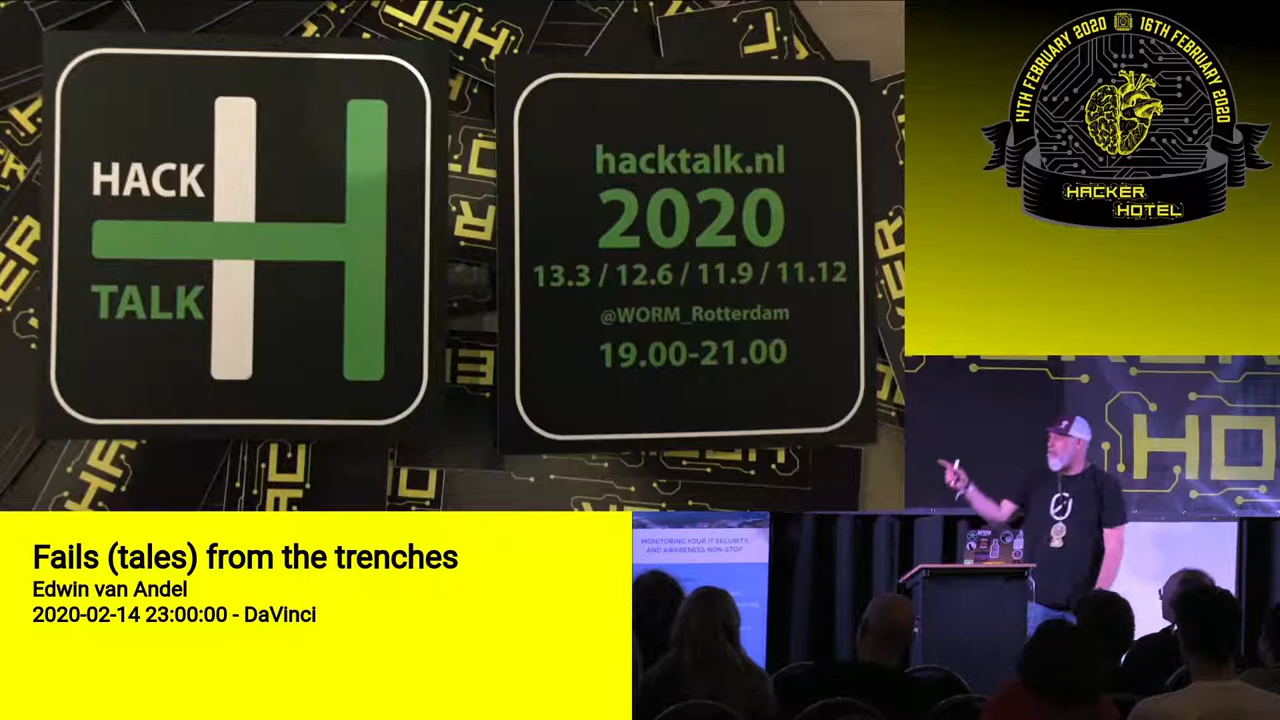 HACK
TALK
hacktalk.nl
2020
13.3 / 12.6 / 11.9 / 11.12
@WORM_Rotterdam
19.00-21.00
14TH FEBRUARY 2020 16TH FEBRUARY 2020
HACKER
HOTEL
HO
MONITORING YOUR IT SECURITY
AND AWARENESS NON-STOP
Fails (tales) from the trenches
Edwin van Andel
2020-02-14 23:00:00 - DaVinci